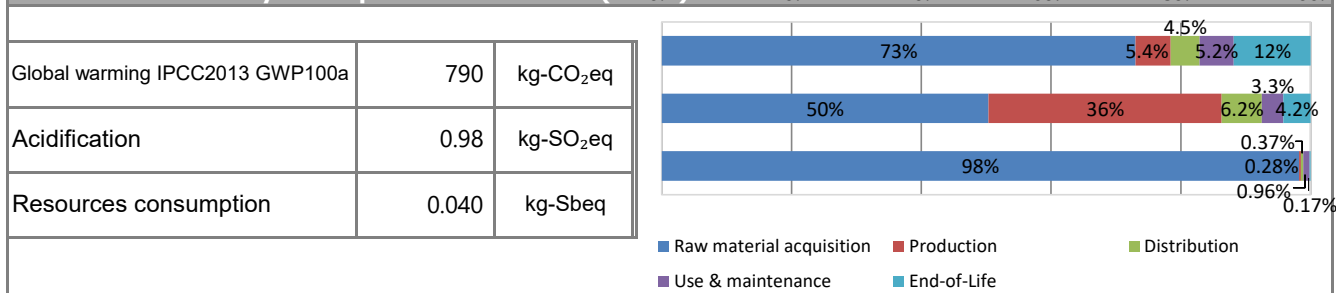 Global warming IPCC2013 GWP100a 790 kg-CO₂eq
Acidification 0.98 kg-SO₂eq
Resources consumption 0.040 kg-Sbeq
4.5%
73% 5.4% 5.2% 12%
3.3%
50% 36% 6.2% 4.2%
0.37%
98% 0.28%
0.96%
0.17%
Raw material acquisition Production Distribution
Use & maintenance End-of-Life